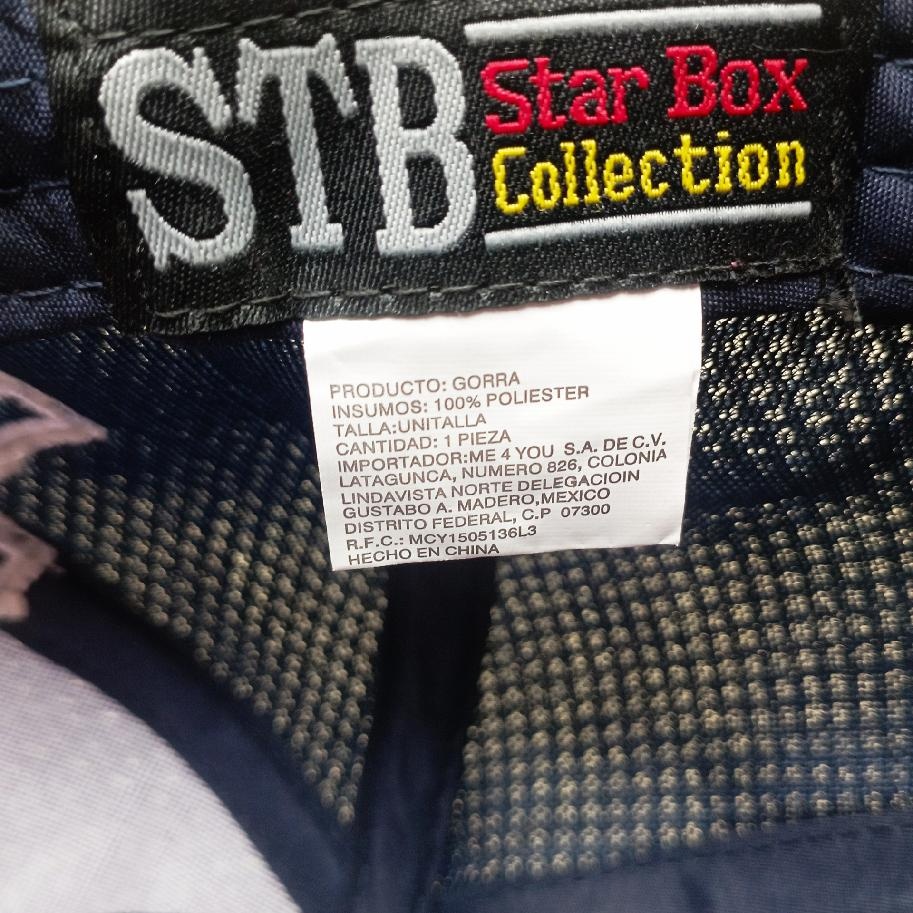 STB
Star Box
Collection
PRODUCTO: GORRA
INSUMOS: 100% POLIESTER
TALLA:UNITALLA
CANTIDAD: 1 PIEZA
IMPORTADOR:ME 4 YOU S.A. DE C.V.
LATAGUNCA, NUMERO 826, COLONIA
LINDAVISTA NORTE DELEGACIOIN
GUSTABO A. MADERO,MEXICO
DISTRITO FEDERAL, C.P 07300
R.F.C.: MCY1505136L3
HECHO EN CHINA